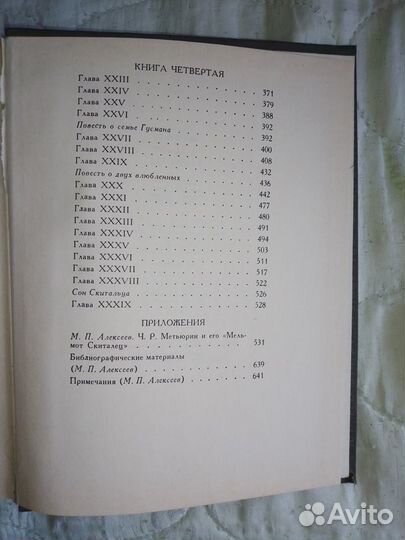 КНИГА ЧЕТВЕРТАЯ
Глава XXIII . . . . . . . . . 371
Глава XXIV . . . . . . . . . 379
Глава XXV . . . . . . . . . 388
Глава XXVI . . . . . . . . . 392
Повесть о семье Гусмана . . . . . 392
Глава XXVII . . . . . . . . . 400
Глава XXVIII . . . . . . . . . 408
Глава XXIX . . . . . . . . . 432
Повесть о двух влюбленных . . . . . 436
Глава XXX . . . . . . . . . 442
Глава XXXI . . . . . . . . . 477
Глава XXXII . . . . . . . . . 480
Глава XXXIII . . . . . . . . . 491
Глава XXXIV . . . . . . . . . 494
Глава XXXV . . . . . . . . . 503
Глава XXXVI . . . . . . . . . 511
Глава XXXVII . . . . . . . . . 517
Глава XXXVIII . . . . . . . . . 522
Сон Скитальца . . . . . . . . . 526
Глава XXXIX . . . . . . . . . 528
ПРИЛОЖЕНИЯ
М. П. Алексеев. Ч. Р. Метьюрин и его «Мель-
мот Скиталец» . . . . . . . . . 531
Библиографические материалы
(М. П. Алексеев) . . . . . . . . . 639
Примечания (М. П. Алексеев) . . . . . 641
Avito